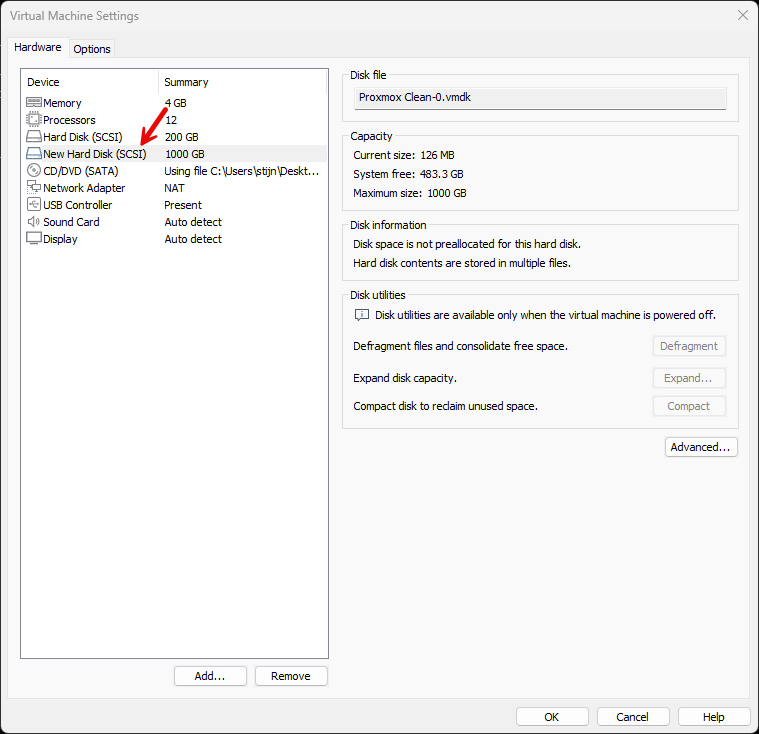 Virtual Machine Settings
Hardware Options
Device Summary
Memory 4 GB
Processors 12
Hard Disk (SCSI) 200 GB
New Hard Disk (SCSI) 1000 GB
CD/DVD (SATA) Using file C:\Users\stijn\Deskt...
Network Adapter NAT
USB Controller Present
Sound Card Auto detect
Display Auto detect
Add... Remove
Disk file
Proxmox Clean-0.vmdk
Capacity
Current size: 126 MB
System free: 483.3 GB
Maximum size: 1000 GB
Disk information
Disk space is not preallocated for this hard disk.
Hard disk contents are stored in multiple files.
Disk utilities
Disk utilities are available only when the virtual machine is powered off.
Defragment files and consolidate free space. Defragment
Expand disk capacity. Expand...
Compact disk to reclaim unused space. Compact
Advanced...
OK Cancel Help